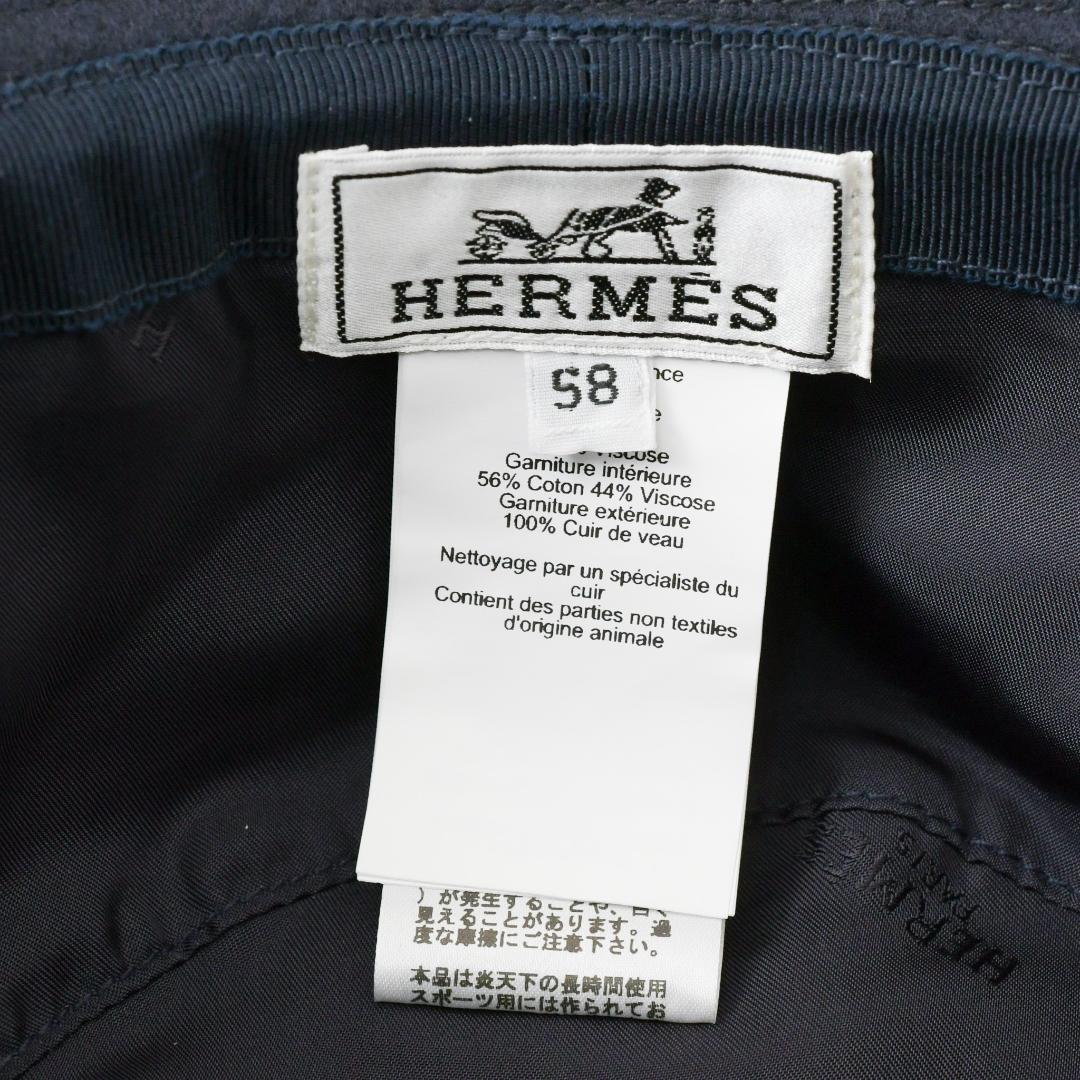 HERMÈS
58
Viscose
Garniture intérieure
56% Coton 44% Viscose
Garniture extérieure
100% Cuir de veau
Nettoyage par un spécialiste du
cuir
Contient des parties non textiles
d'origine animale
)が発生することや、白く
見えることがあります。過
度な摩擦にご注意下さい。
本品は炎天下の長時間使用
スポーツ用には作られてお
HERMÈS
PARIS